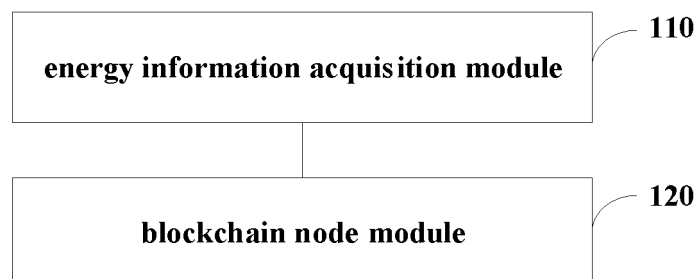 110
energy information acquisition module
120
blockchain node module